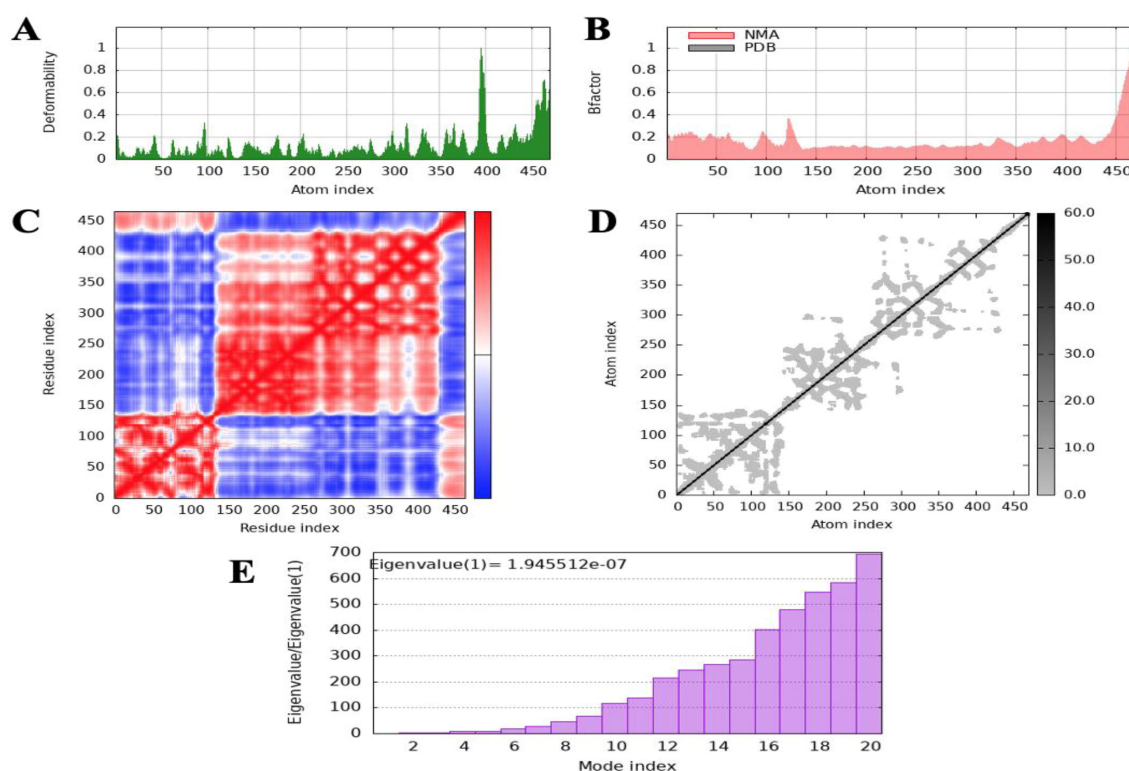 A
Deformability
1
0.8
0.6
0.4
0.2
0
50 100 150 200 250 300 350 400 450
Atom index
B
NMA
PDB
Bfactor
1
0.8
0.6
0.4
0.2
0
50 100 150 200 250 300 350 400 450
Atom index
C
Residue index
450
400
350
300
250
200
150
100
50
0
0 50 100 150 200 250 300 350 400 450
Residue index
D
Atom index
450
400
350
300
250
200
150
100
50
0
0 50 100 150 200 250 300 350 400 450
Atom index
60.0
50.0
40.0
30.0
20.0
10.0
0.0
E
Eigenvalue/Eigenvalue(1)
Eigenvalue(1)= 1.945512e-07
700
600
500
400
300
200
100
0
2 4 6 8 10 12 14 16 18 20
Mode index